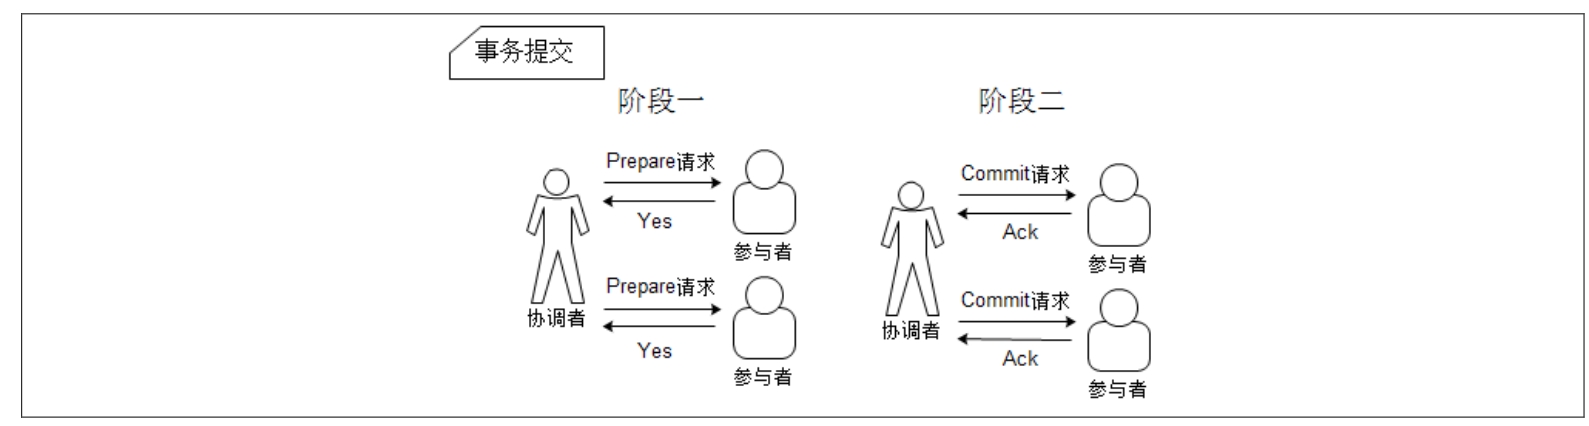 事务提交
阶段一
Prepare请求
Yes
参与者
Prepare请求
Yes
协调者
参与者
阶段二
Commit请求
Ack
参与者
Commit请求
Ack
协调者
参与者